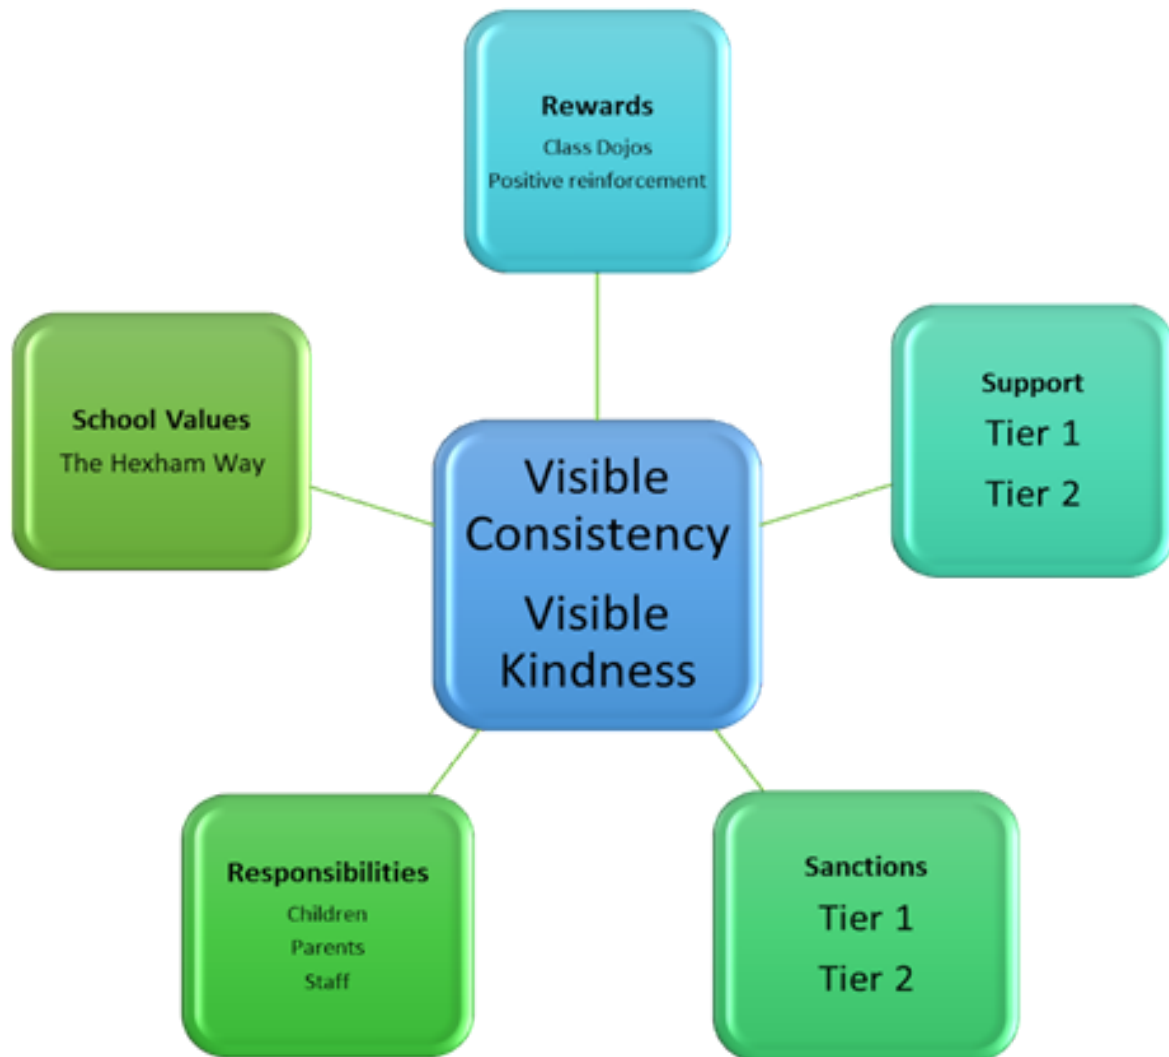 Rewards
Class Dojos
Positive reinforcement
School Values
The Hexham Way
Support
Tier 1
Tier 2
Visible
Consistency
Visible
Kindness
Responsibilities
Children
Parents
Staff
Sanctions
Tier 1
Tier 2